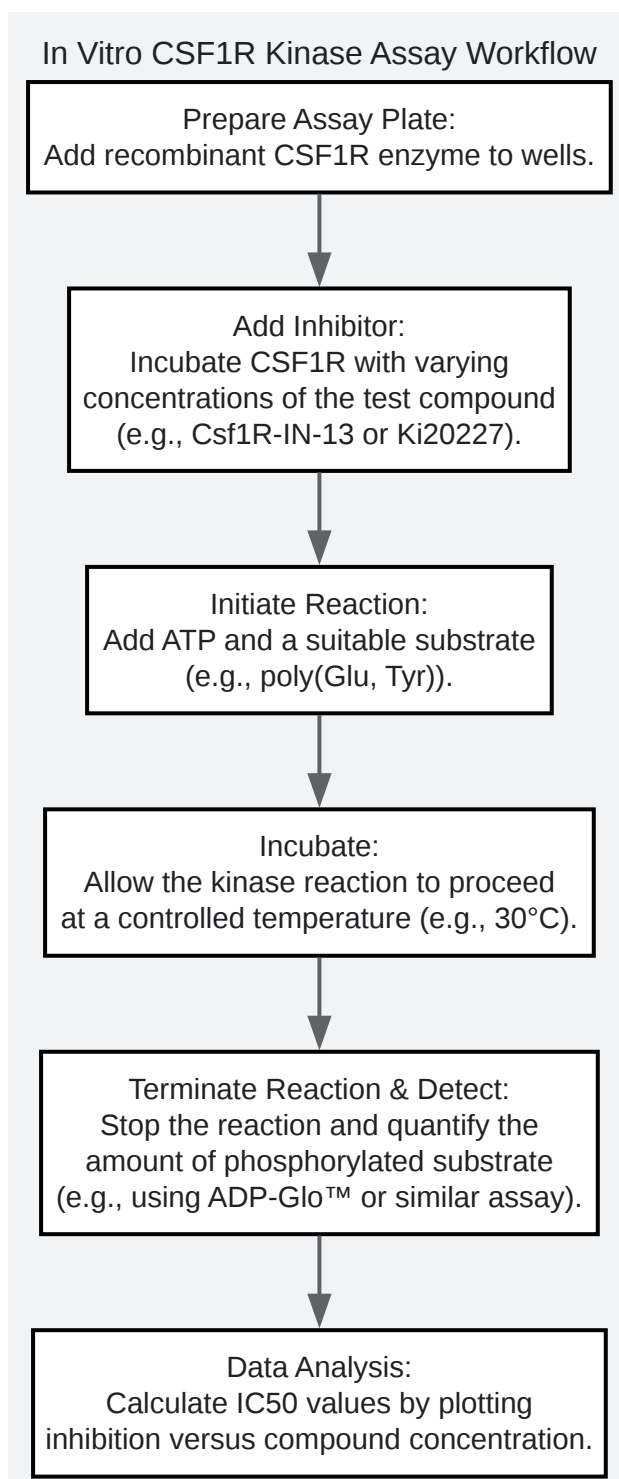 In Vitro CSF1R Kinase Assay Workflow
Prepare Assay Plate:
Add recombinant CSF1R enzyme to wells.
Add Inhibitor:
Incubate CSF1R with varying
concentrations of the test compound
(e.g., Csf1R-IN-13 or Ki20227).
Initiate Reaction:
Add ATP and a suitable substrate
(e.g., poly(Glu, Tyr)).
Incubate:
Allow the kinase reaction to proceed
at a controlled temperature (e.g., 30°C).
Terminate Reaction & Detect:
Stop the reaction and quantify the
amount of phosphorylated substrate
(e.g., using ADP-Glo™ or similar assay).
Data Analysis:
Calculate IC50 values by plotting
inhibition versus compound concentration.